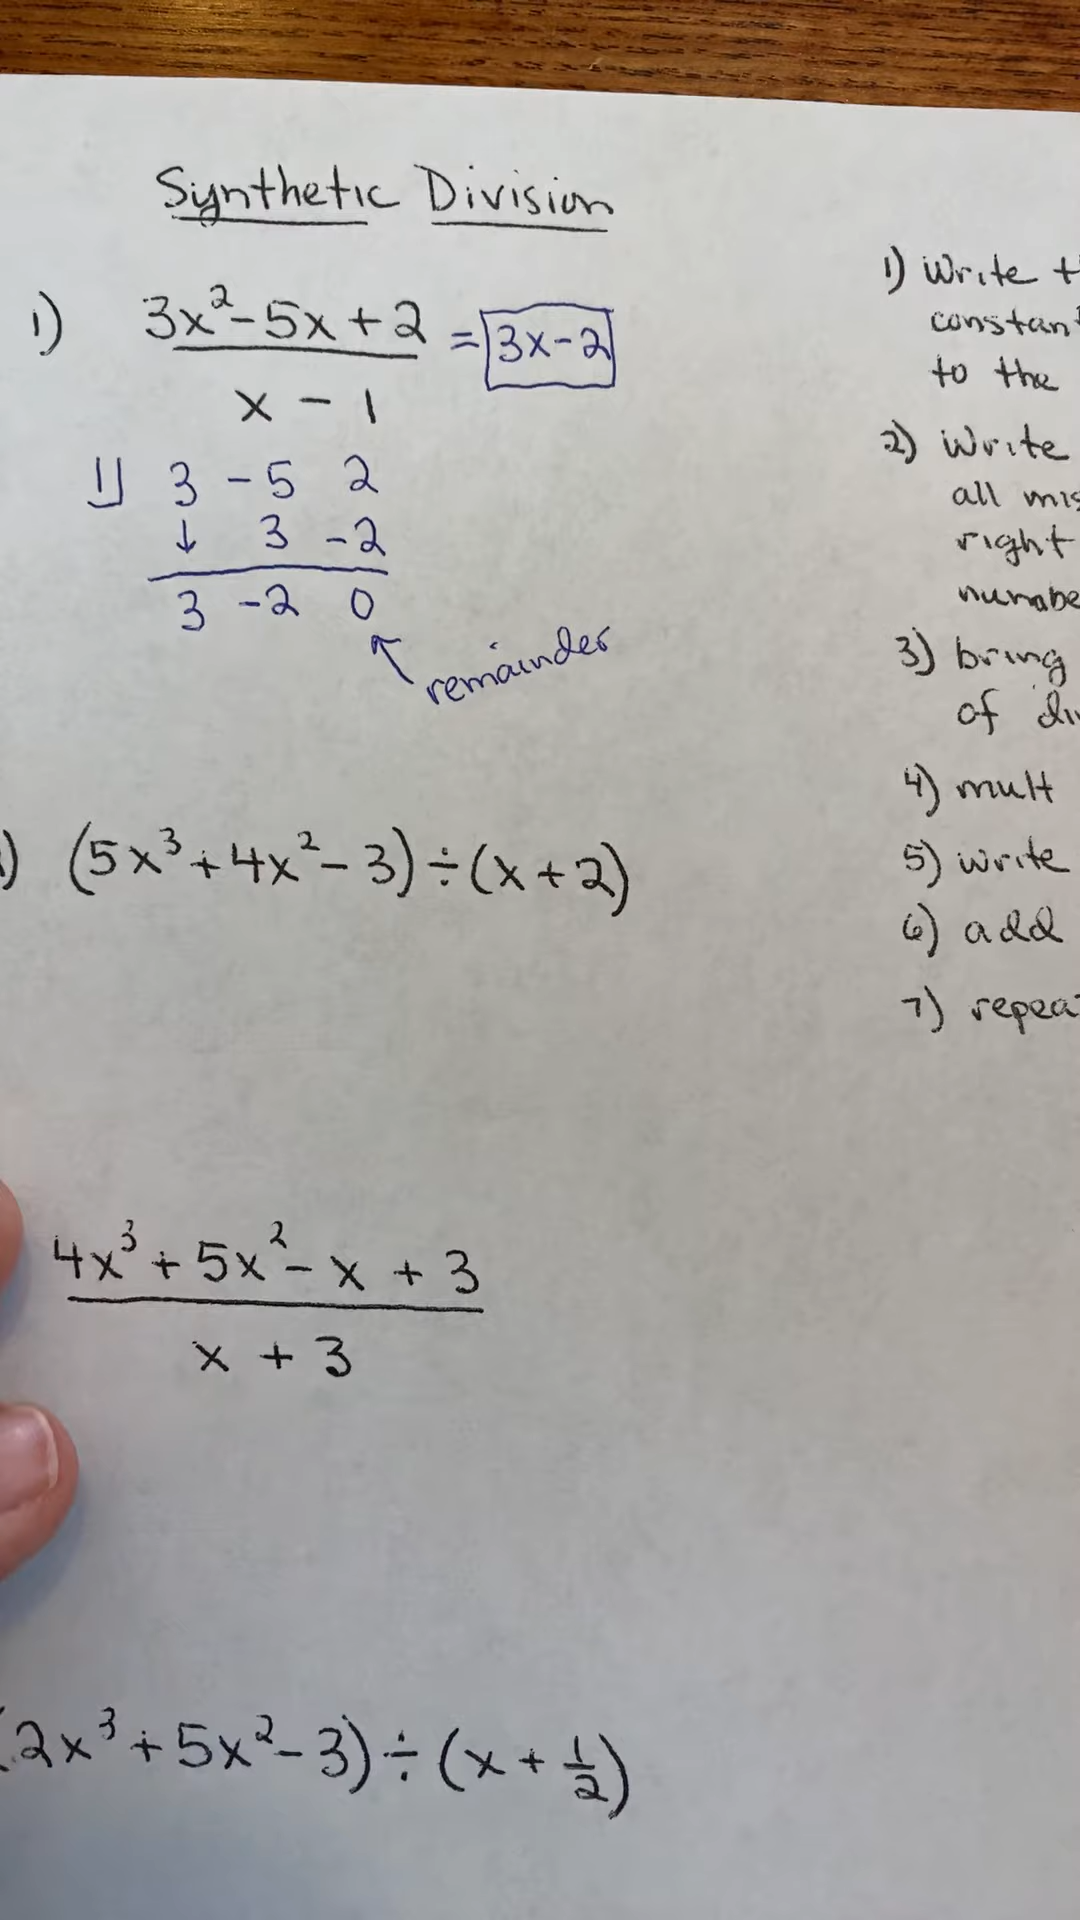 Synthetic Division
1) 3x²-5x+2 = 3x-2
x - 1
1 3 -5 2
↓ 3 -2
3 -2 0
remainder
) (5x³+4x²-3)÷(x+2)
4x³+5x²-x+3
x + 3
(2x³+5x²-3)÷(x+½)
1) Write
to the
2) Write
all
right
3) bring
of
4) mult
5) write
6) add
7)